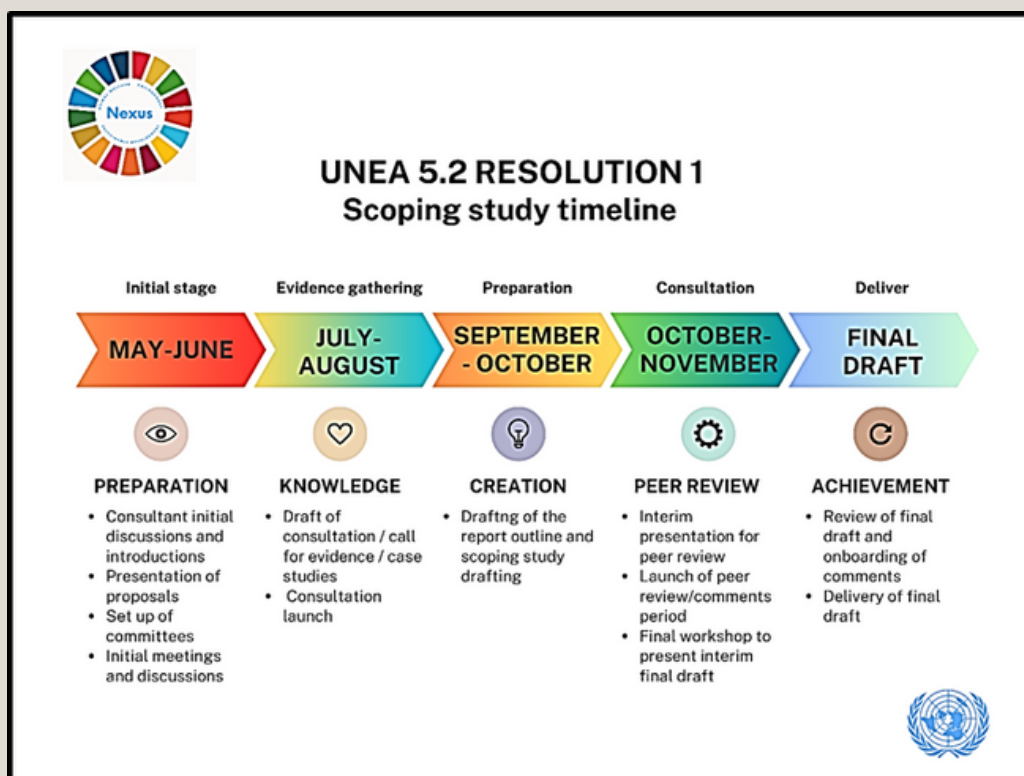 Nexus
UNEA 5.2 RESOLUTION 1
Scoping study timeline
Initial stage
MAY-JUNE
PREPARATION
• Consultant initial
discussions and
introductions
• Presentation of
proposals
• Set up of
committees
• Initial meetings
and discussions
Evidence gathering
JULY-
AUGUST
KNOWLEDGE
• Draft of
consultation / call
for evidence / case
studies
• Consultation
launch
Preparation
SEPTEMBER
- OCTOBER
CREATION
• Draftng of the
report outline and
scoping study
drafting
Consultation
OCTOBER-
NOVEMBER
PEER REVIEW
• Interim
presentation for
peer review
• Launch of peer
review/comments
period
• Final workshop to
present interim
final draft
Deliver
FINAL
DRAFT
ACHIEVEMENT
• Review of final
draft and
onboarding of
comments
• Delivery of final
draft